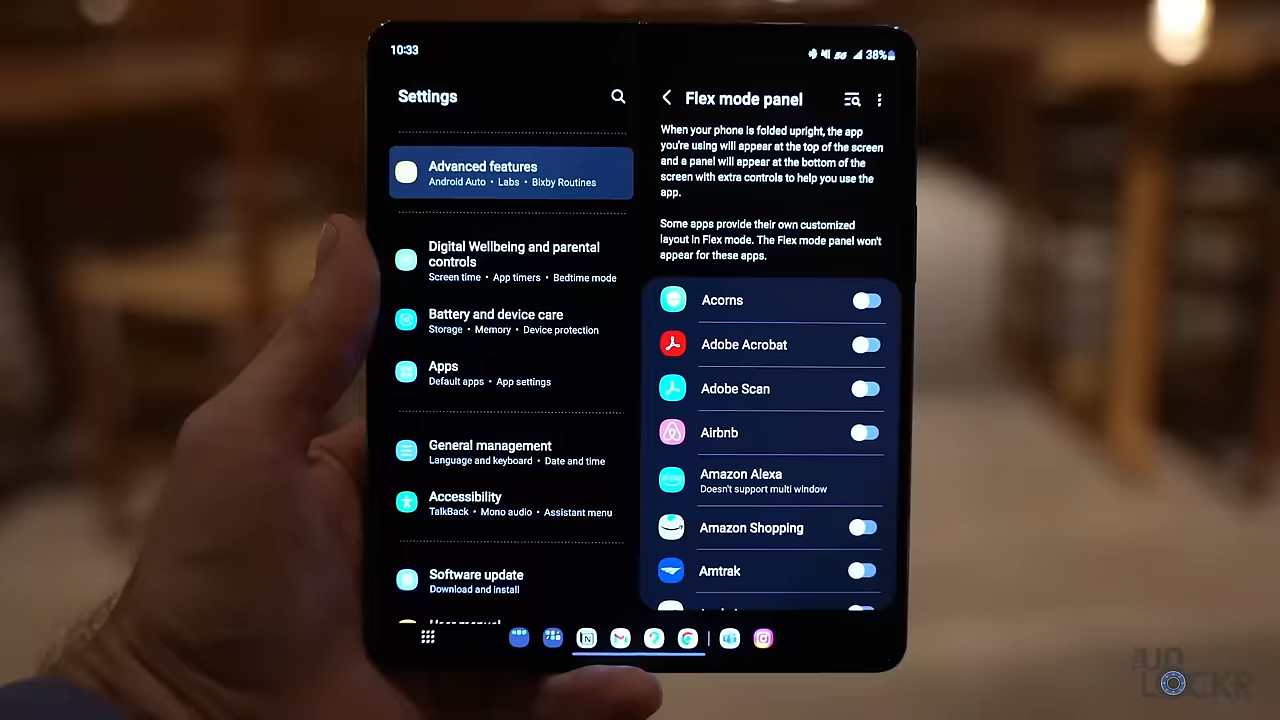 10:33
5G
38%
Settings
Advanced features
Android Auto • Labs • Bixby Routines
Digital Wellbeing and parental
controls
Screen time • App timers • Bedtime mode
Battery and device care
Storage • Memory • Device protection
Apps
Default apps • App settings
General management
Language and keyboard • Date and time
Accessibility
TalkBack • Mono audio • Assistant menu
Software update
Download and install
User manual
Flex mode panel
When your phone is folded upright, the app
you're using will appear at the top of the screen
and a panel will appear at the bottom of the
screen with extra controls to help you use the
app.
Some apps provide their own customized
layout in Flex mode. The Flex mode panel won't
appear for these apps.
Acorns
Adobe Acrobat
Adobe Scan
Airbnb
Amazon Alexa
Doesn't support multi window
Amazon Shopping
Amtrak
THE
UN
LOCKR